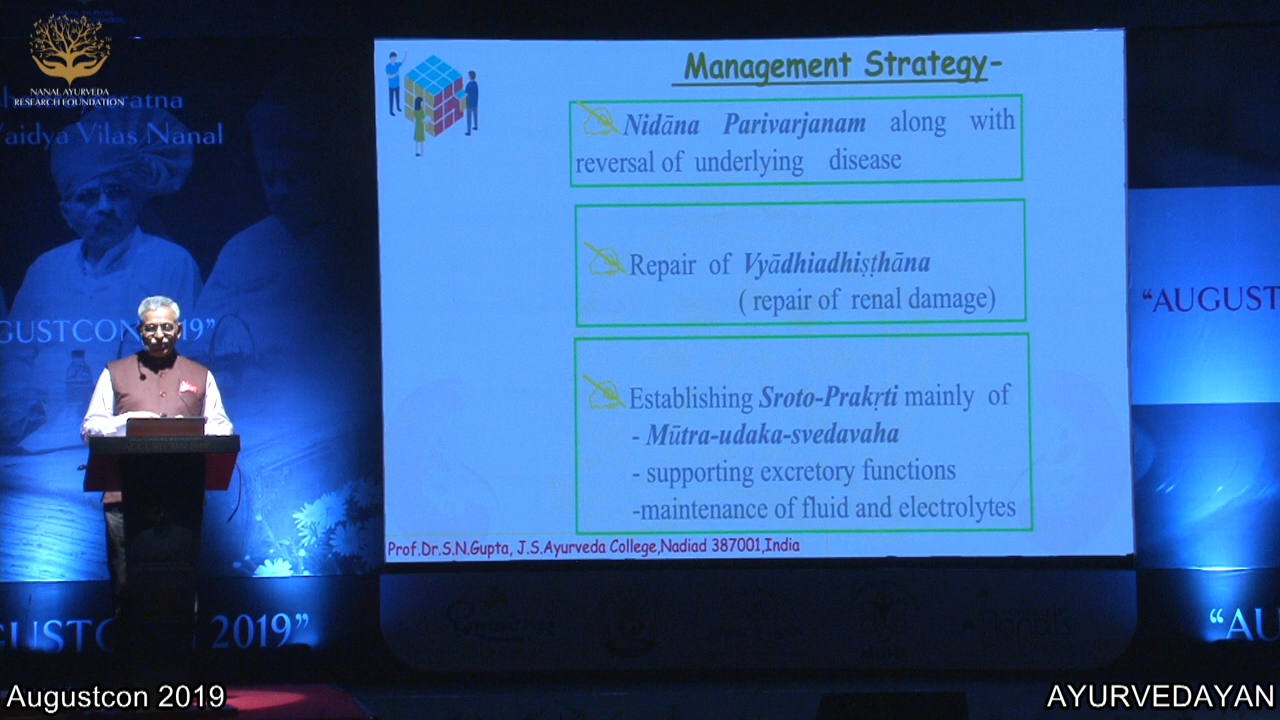 NANAL AYURVEDA
RESEARCH FOUNDATION
Vaidya Vilas Nanal
GUSTCON 2019”
Management Strategy-
Nidāna Parivarjanam along with
reversal of underlying disease
Repair of Vyādhiadhiṣṭhāna
( repair of renal damage)
Establishing Sroto-Prakṛti mainly of
- Mūtra-udaka-svedavaha
- supporting excretory functions
-maintenance of fluid and electrolytes
Prof.Dr.S.N.Gupta, J.S.Ayurveda College,Nadiad 387001,India
“AUGUST
GUSTC 2019”
“AU
Augustcon 2019
AYURVEDAYAN